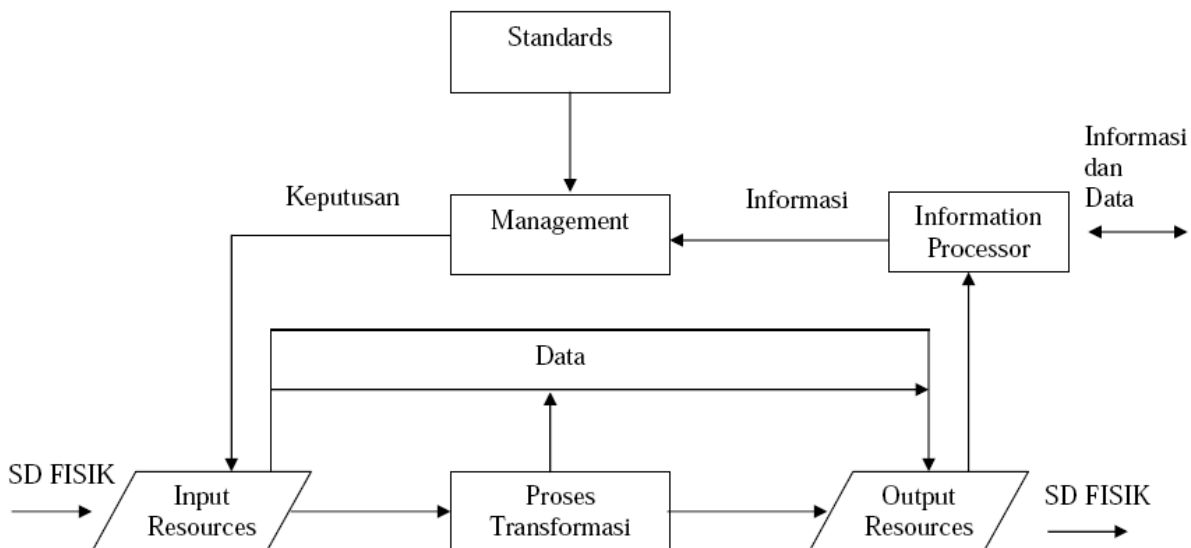 Standards
Informasi
dan
Data
Keputusan
Management
Informasi
Information
Processor
Data
SD FISIK
Input
Resources
Proses
Transformasi
Output
Resources
SD FISIK